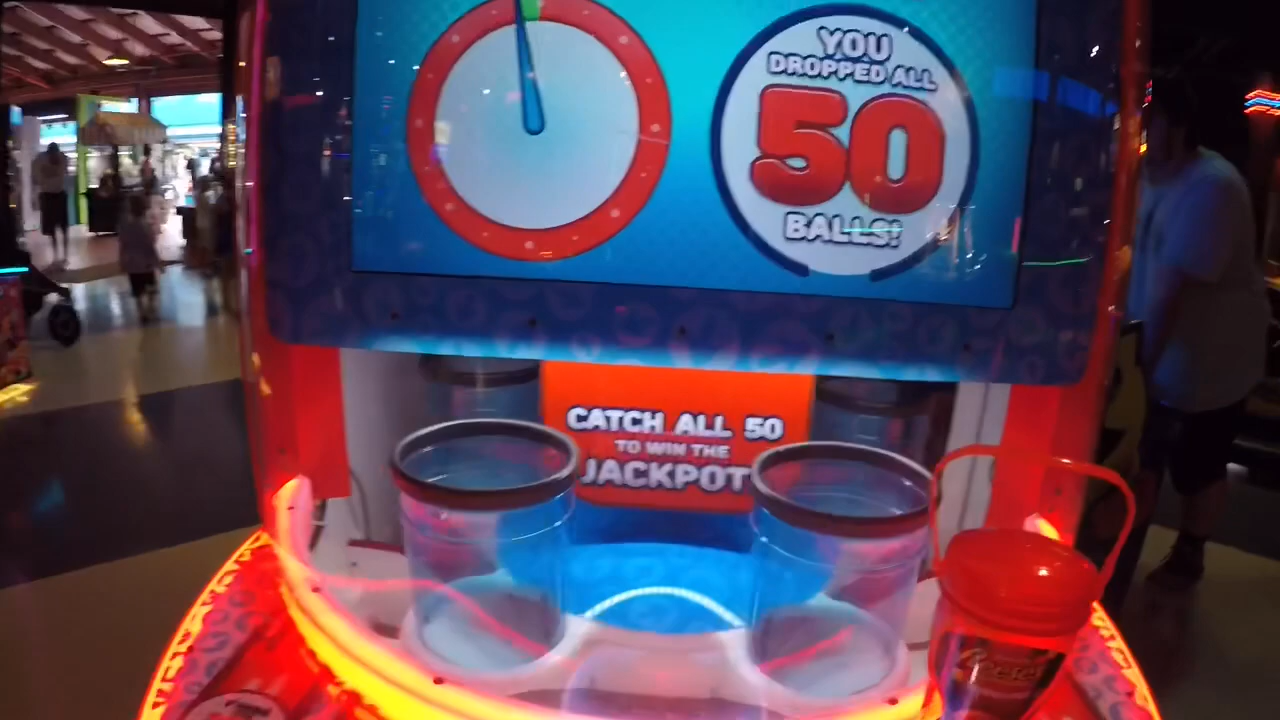 YOU
DROPPED ALL
50
BALLS!
CATCH ALL 50
TO WIN THE
JACKPOT